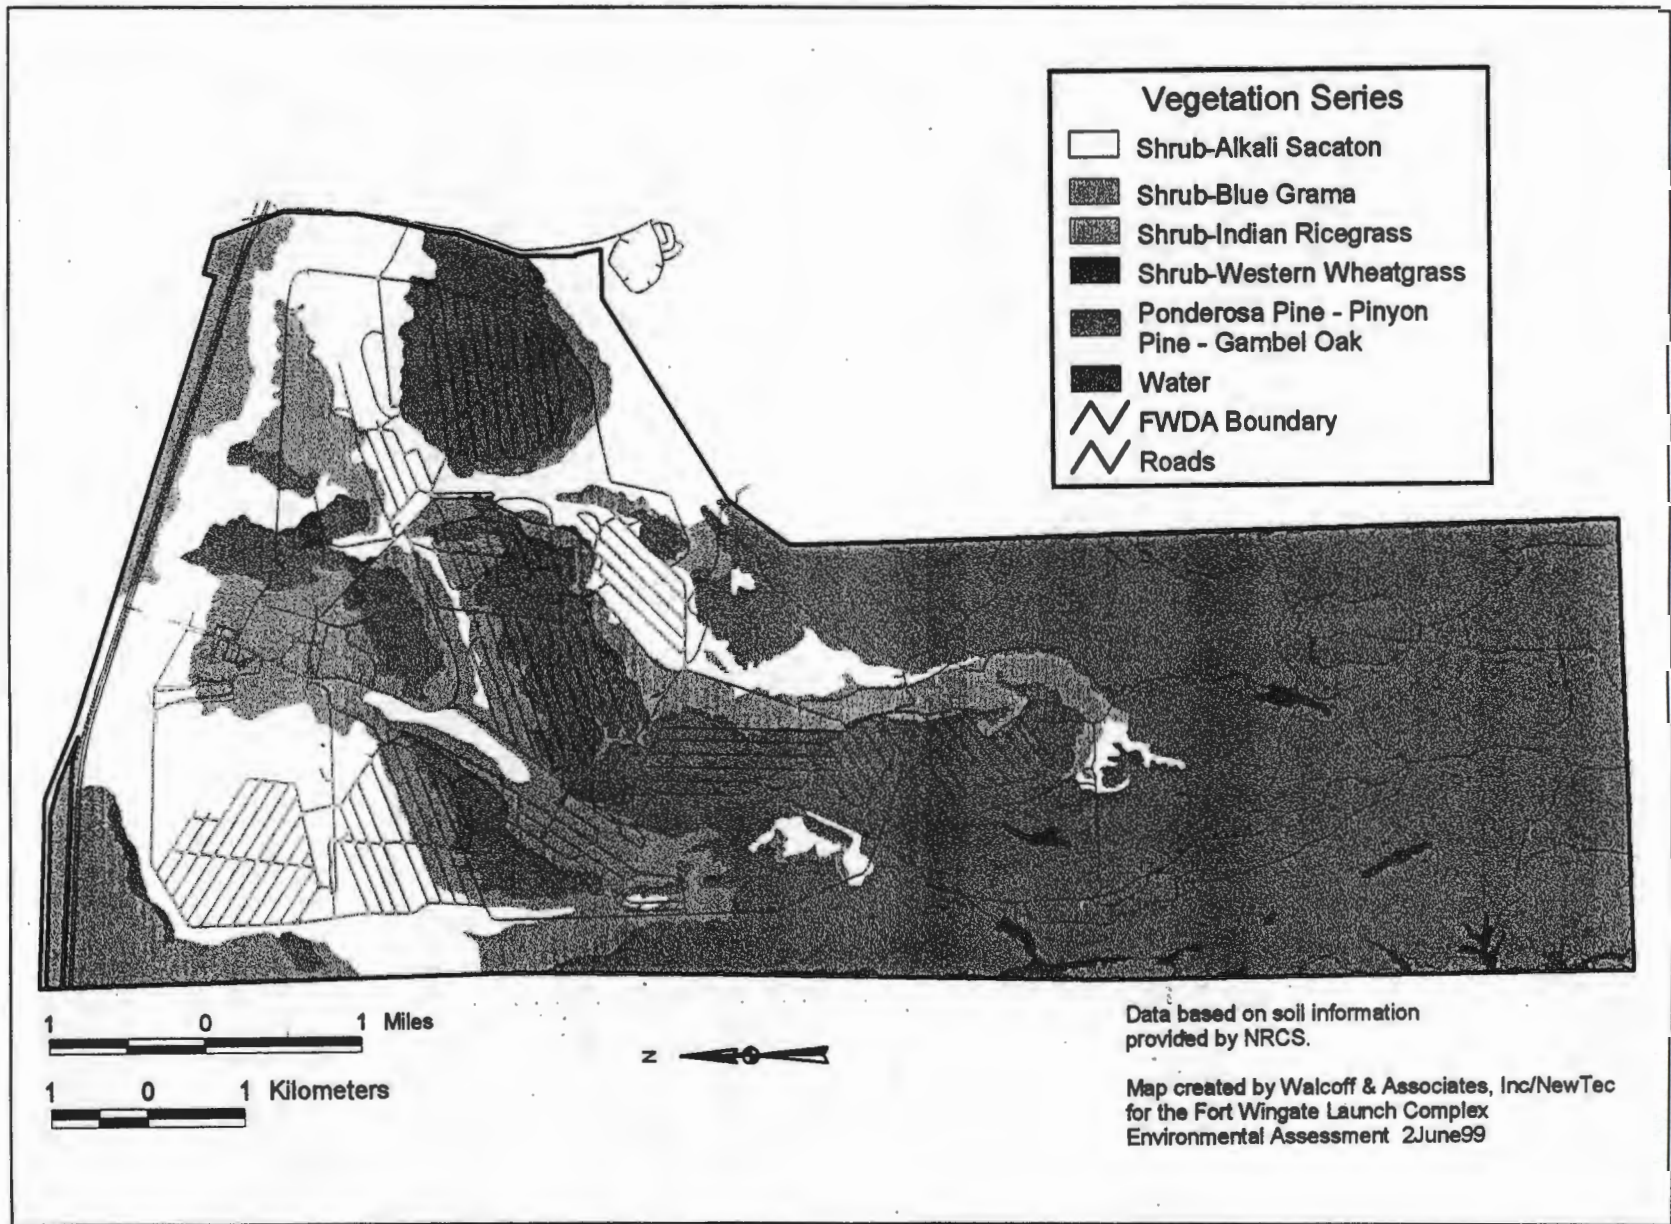 Vegetation Series
Shrub-Alkali Sacaton
Shrub-Blue Grama
Shrub-Indian Ricegrass
Shrub-Western Wheatgrass
Ponderosa Pine - Pinyon
Pine - Gambel Oak
Water
FWDA Boundary
Roads
1 0 1 Miles
1 0 1 Kilometers
N
Data based on soil information
provided by NRCS.
Map created by Walcoff & Associates, Inc/NewTec
for the Fort Wingate Launch Complex
Environmental Assessment 2June99